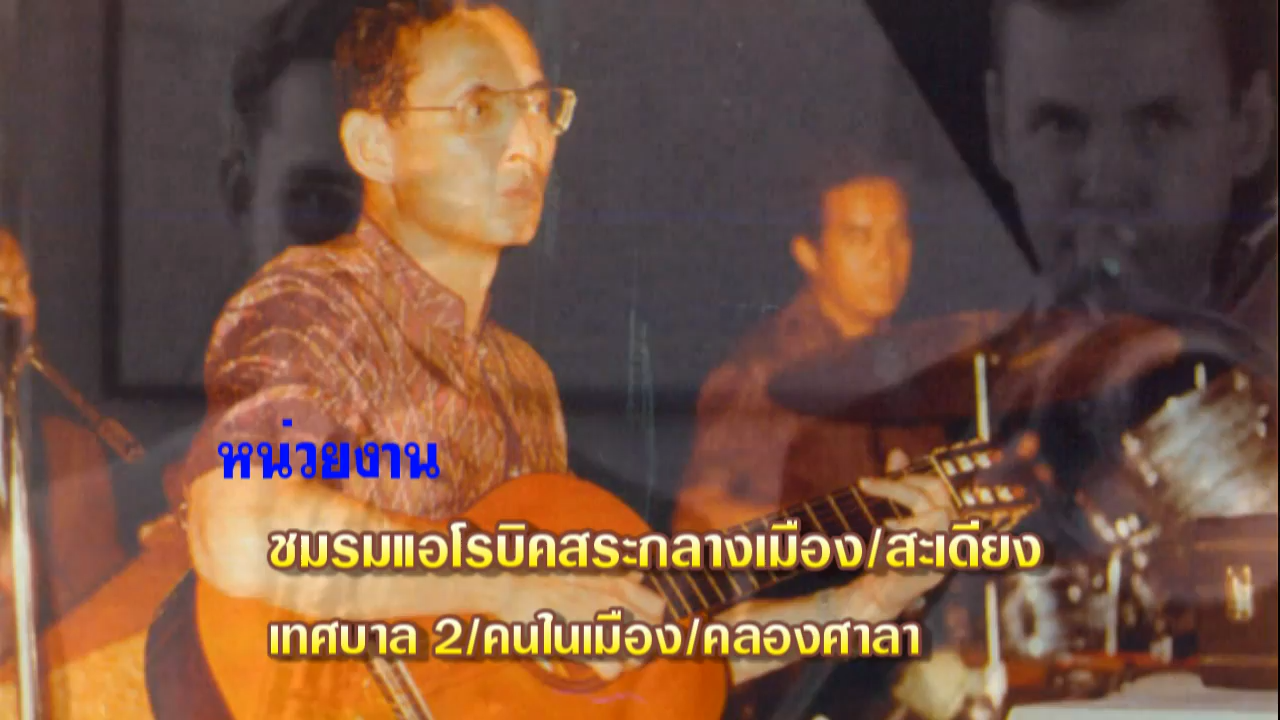 หน่วยงาน
ชมรมแอโรบิคสระกลางเมือง/สะเดียง
เทศบาล 2/คนในเมือง/คลองศาลา